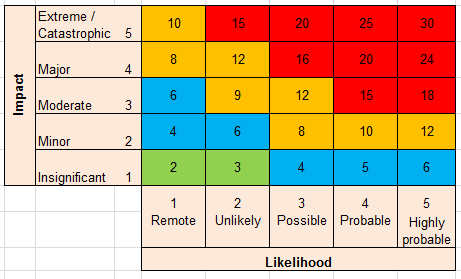 Extreme / Catastrophic 5 10 15 20 25 30
Major 4 8 12 16 20 24
Moderate 3 6 9 12 15 18
Minor 2 4 6 8 10 12
Insignificant 1 2 3 4 5 6
Impact
1 2 3 4 5
Remote Unlikely Possible Probable Highly probable
Likelihood